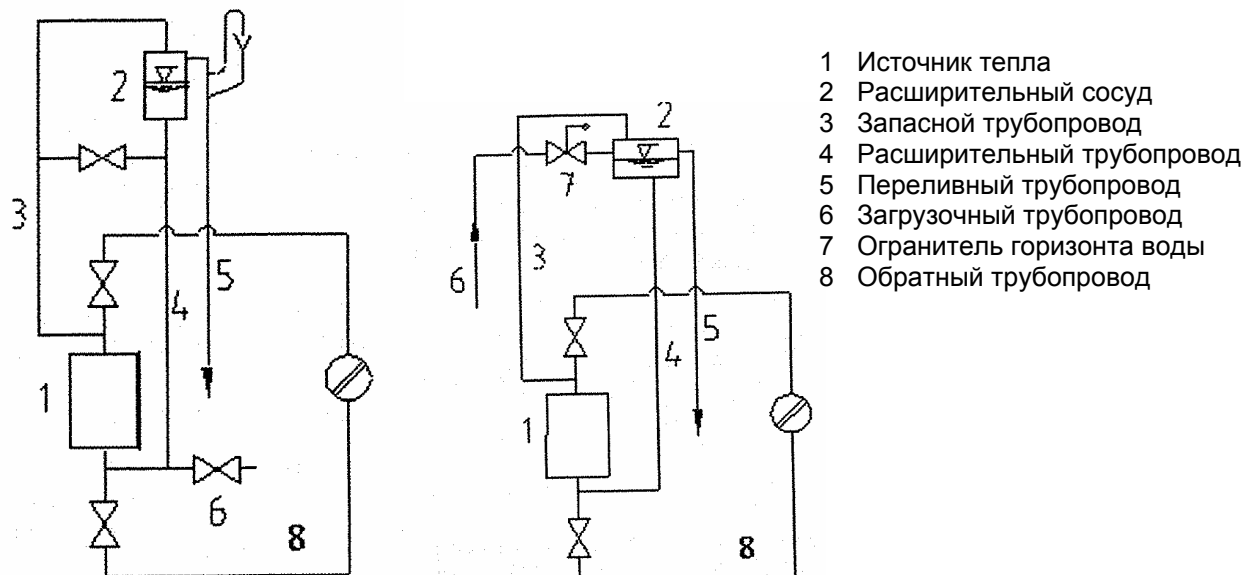 2
3
1
4
5
6
8
2
7
6
3
1
4
5
8
1 Источник тепла
2 Расширительный сосуд
3 Запасной трубопровод
4 Расширительный трубопровод
5 Переливный трубопровод
6 Загрузочный трубопровод
7 Огранитель горизонта воды
8 Обратный трубопровод